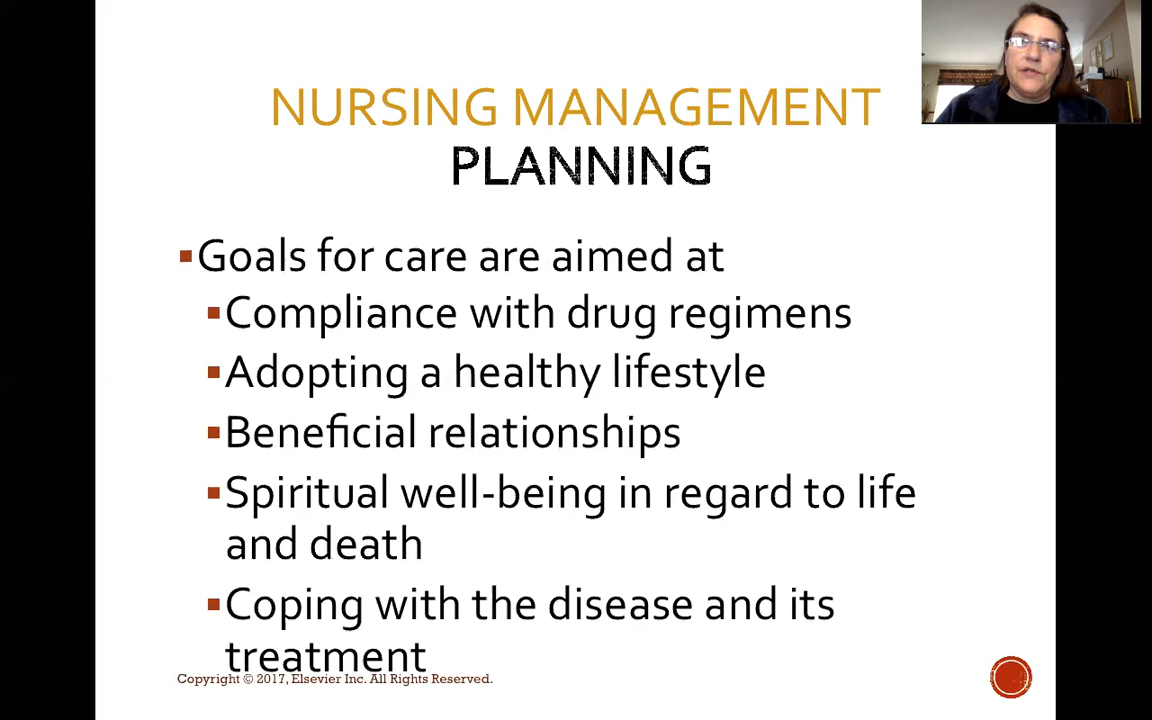 NURSING MANAGEMENT
PLANNING
▪Goals for care are aimed at
▪Compliance with drug regimens
▪Adopting a healthy lifestyle
▪Beneficial relationships
▪Spiritual well-being in regard to life
and death
▪Coping with the disease and its
treatment
Copyright © 2017, Elsevier Inc. All Rights Reserved.